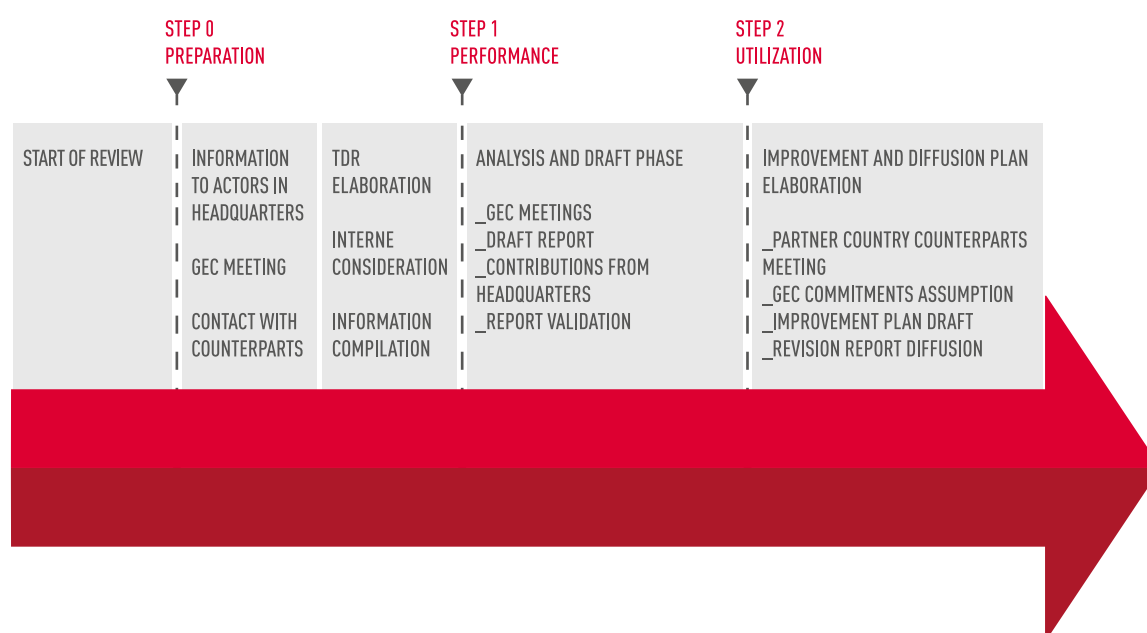 STEP 0
PREPARATION
STEP 1
PERFORMANCE
STEP 2
UTILIZATION
START OF REVIEW
INFORMATION
TO ACTORS IN
HEADQUARTERS
GEC MEETING
CONTACT WITH
COUNTERPARTS
TDR
ELABORATION
INTERNE
CONSIDERATION
INFORMATION
COMPILATION
ANALYSIS AND DRAFT PHASE
_GEC MEETINGS
_DRAFT REPORT
_CONTRIBUTIONS FROM
HEADQUARTERS
_REPORT VALIDATION
IMPROVEMENT AND DIFFUSION PLAN
ELABORATION
_PARTNER COUNTRY COUNTERPARTS
MEETING
_GEC COMMITMENTS ASSUMPTION
_IMPROVEMENT PLAN DRAFT
_REVISION REPORT DIFFUSION